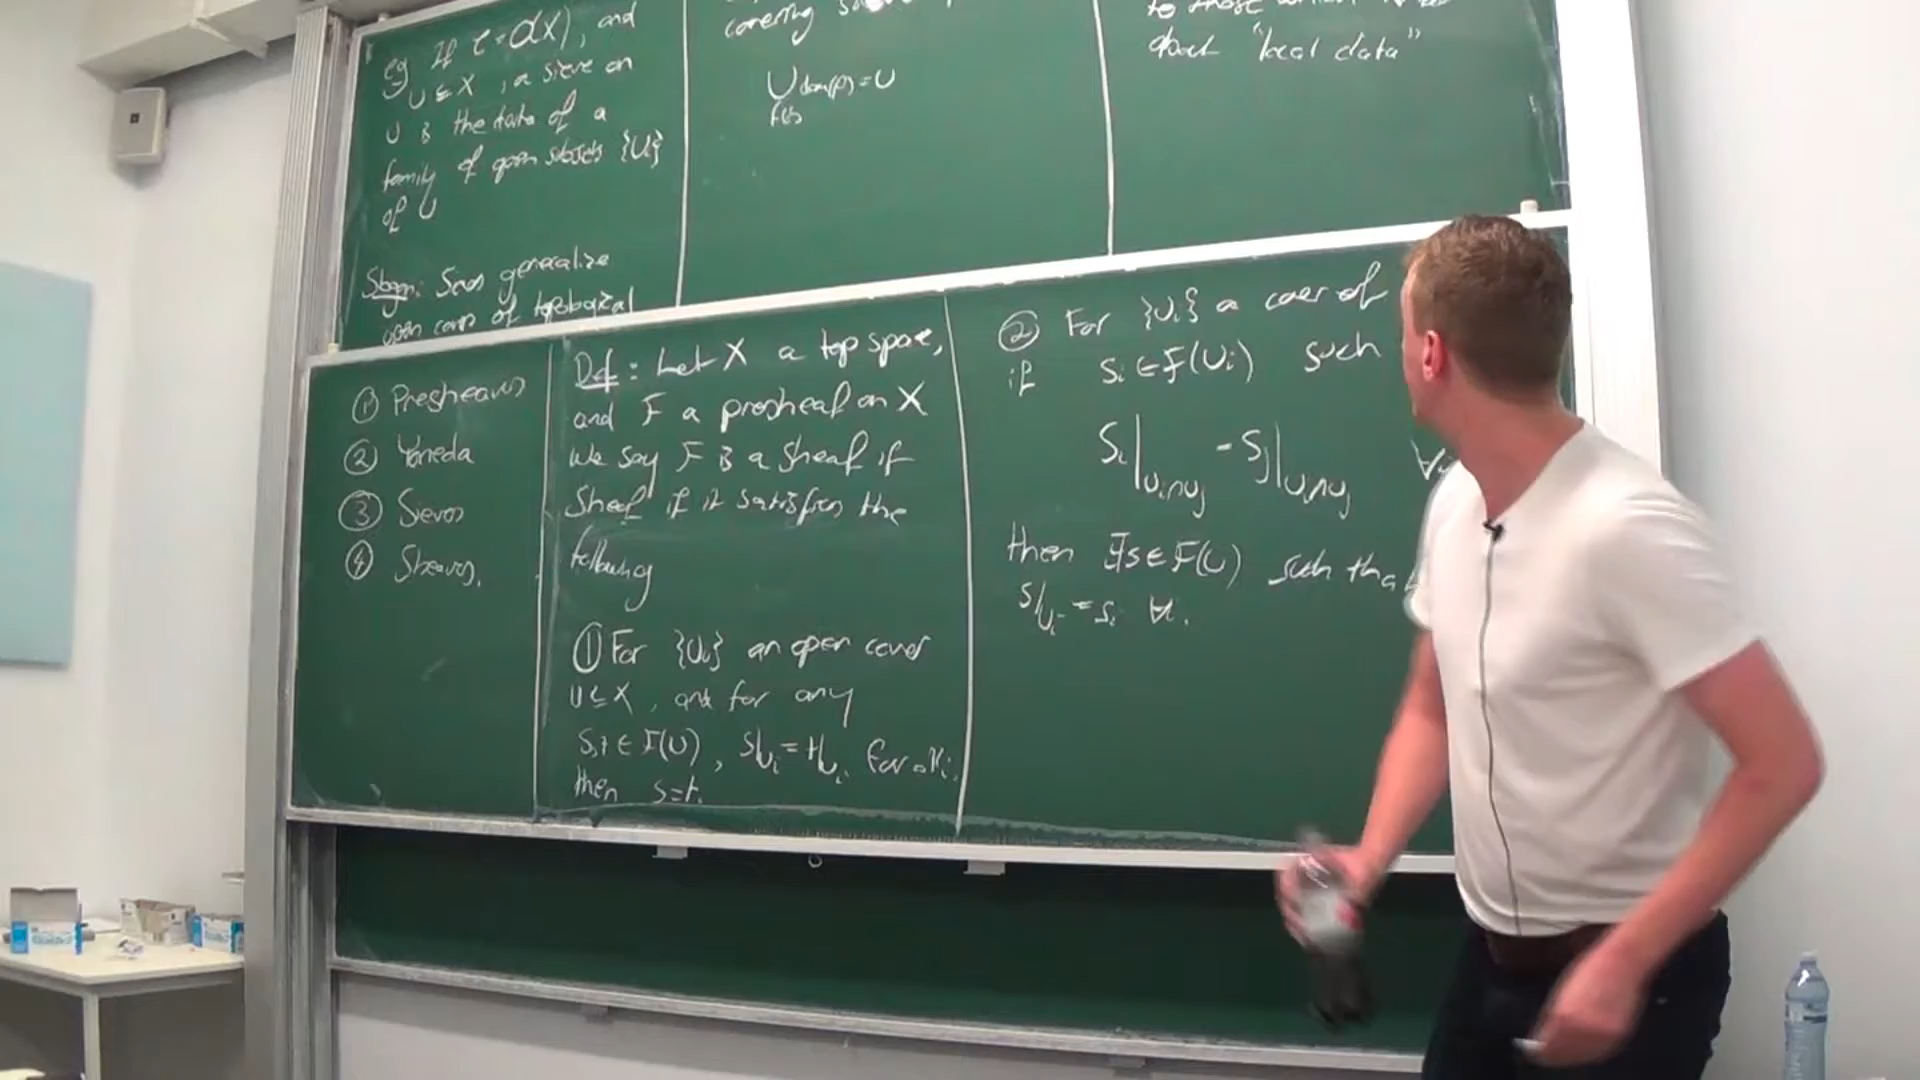 eg If C = O(X), and
U ⊆ X, a sieve on
U is the data of a
family of open subsets {Ui}
of U
Slogan: Sieves generalize
open covers of topological
covering
U dom(f) = U
f∈S
to those which
about "local data"
① Presheaves
② Yoneda
③ Sieves
④ Sheaves.
Def: Let X a top space,
and F a presheaf on X
We say F is a sheaf if
Sheaf if it satisfies the
following
① For {Ui} an open cover
U ⊆ X, and for any
s,t ∈ F(U), s|Ui = t|Ui for all i,
then s=t.
② For {Ui} a cover of
if si ∈ F(Ui) such
Si|Ui∩Uj = Sj|Ui∩Uj ∀i
then ∃s ∈ F(U) such that
s|Ui = si ∀i.